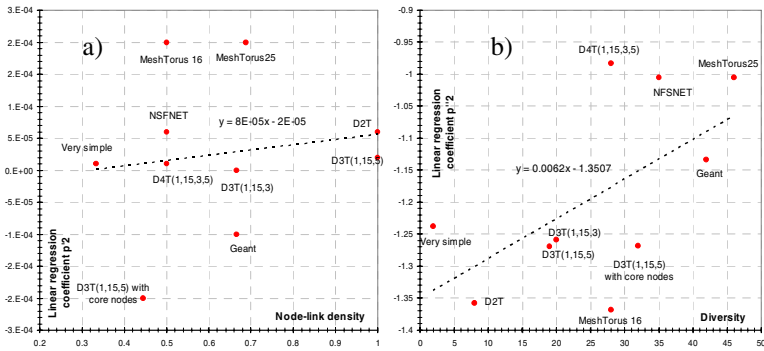 3.E-04
2.E-04
2.E-04
1.E-04
5.E-05
0.E+00
-5.E-05
-1.E-04
-2.E-04
-2.E-04
-3.E-04
a)
MeshTorus 16
MeshTorus25
NSFNET
y = 8E-05x - 2E-05
D2T
Very simple
D3T(1,15,5)
D4T(1,15,3,5)
D3T(1,15,3)
Geant
Linear regression
coefficient p'2
D3T(1,15,5) with
core nodes
Node-link density
0.2
0.3
0.4
0.5
0.6
0.7
0.8
0.9
1
-0.9
-0.95
-1
-1.05
-1.1
-1.15
-1.2
-1.25
-1.3
-1.35
-1.4
b)
D4T(1,15,3,5)
MeshTorus25
NFSNET
Linear regression
coefficient p''2
y = 0.0062x - 1.3507
Geant
Very simple
D3T(1,15,3)
D3T(1,15,5)
D3T(1,15,5)
with core nodes
D2T
MeshTorus 16
Diversity
0
5
10
15
20
25
30
35
40
45
50